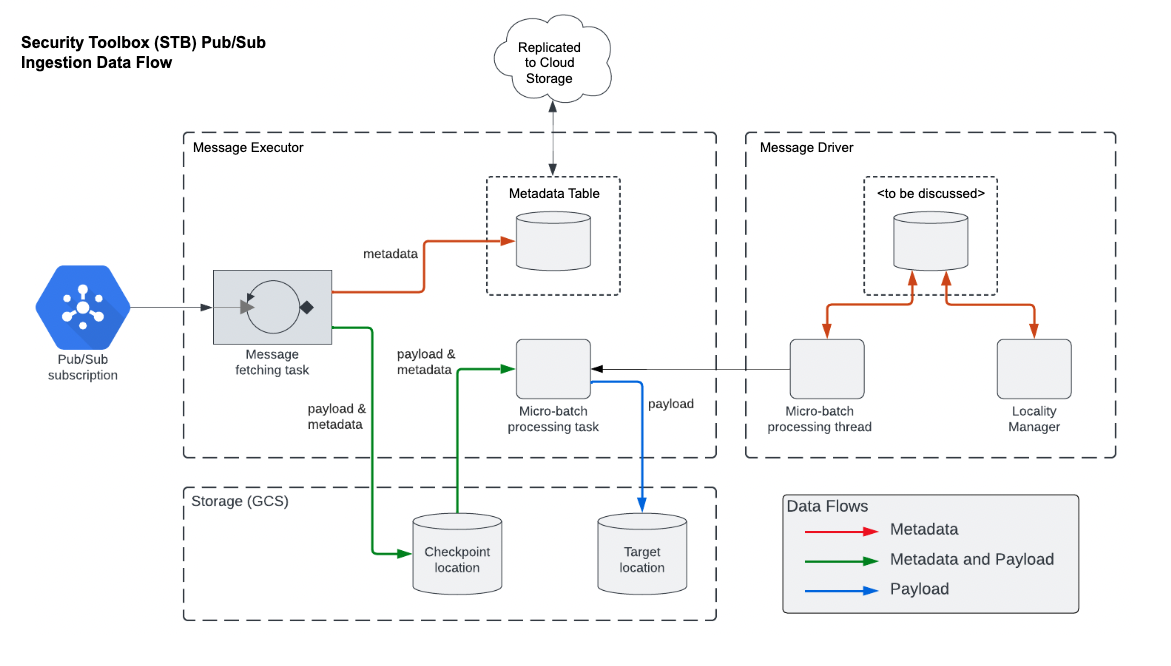 Security Toolbox (STB) Pub/Sub
Ingestion Data Flow
Replicated
to Cloud
Storage
Message Executor
Message Driver
Metadata Table
<to be discussed>
metadata
Pub/Sub
subscription
Message
fetching task
payload &
metadata
payload &
metadata
Micro-batch
processing task
payload
Micro-batch
processing thread
Locality
Manager
Storage (GCS)
Checkpoint
location
Target
location
Data Flows
Metadata
Metadata and Payload
Payload